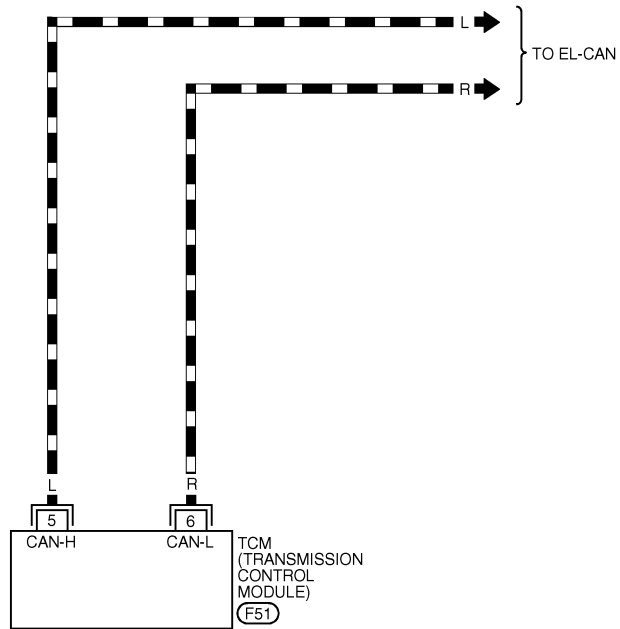 L
TO EL-CAN
R
L
R
5
6
CAN-H
CAN-L
TCM
(TRANSMISSION
CONTROL
MODULE)
F51